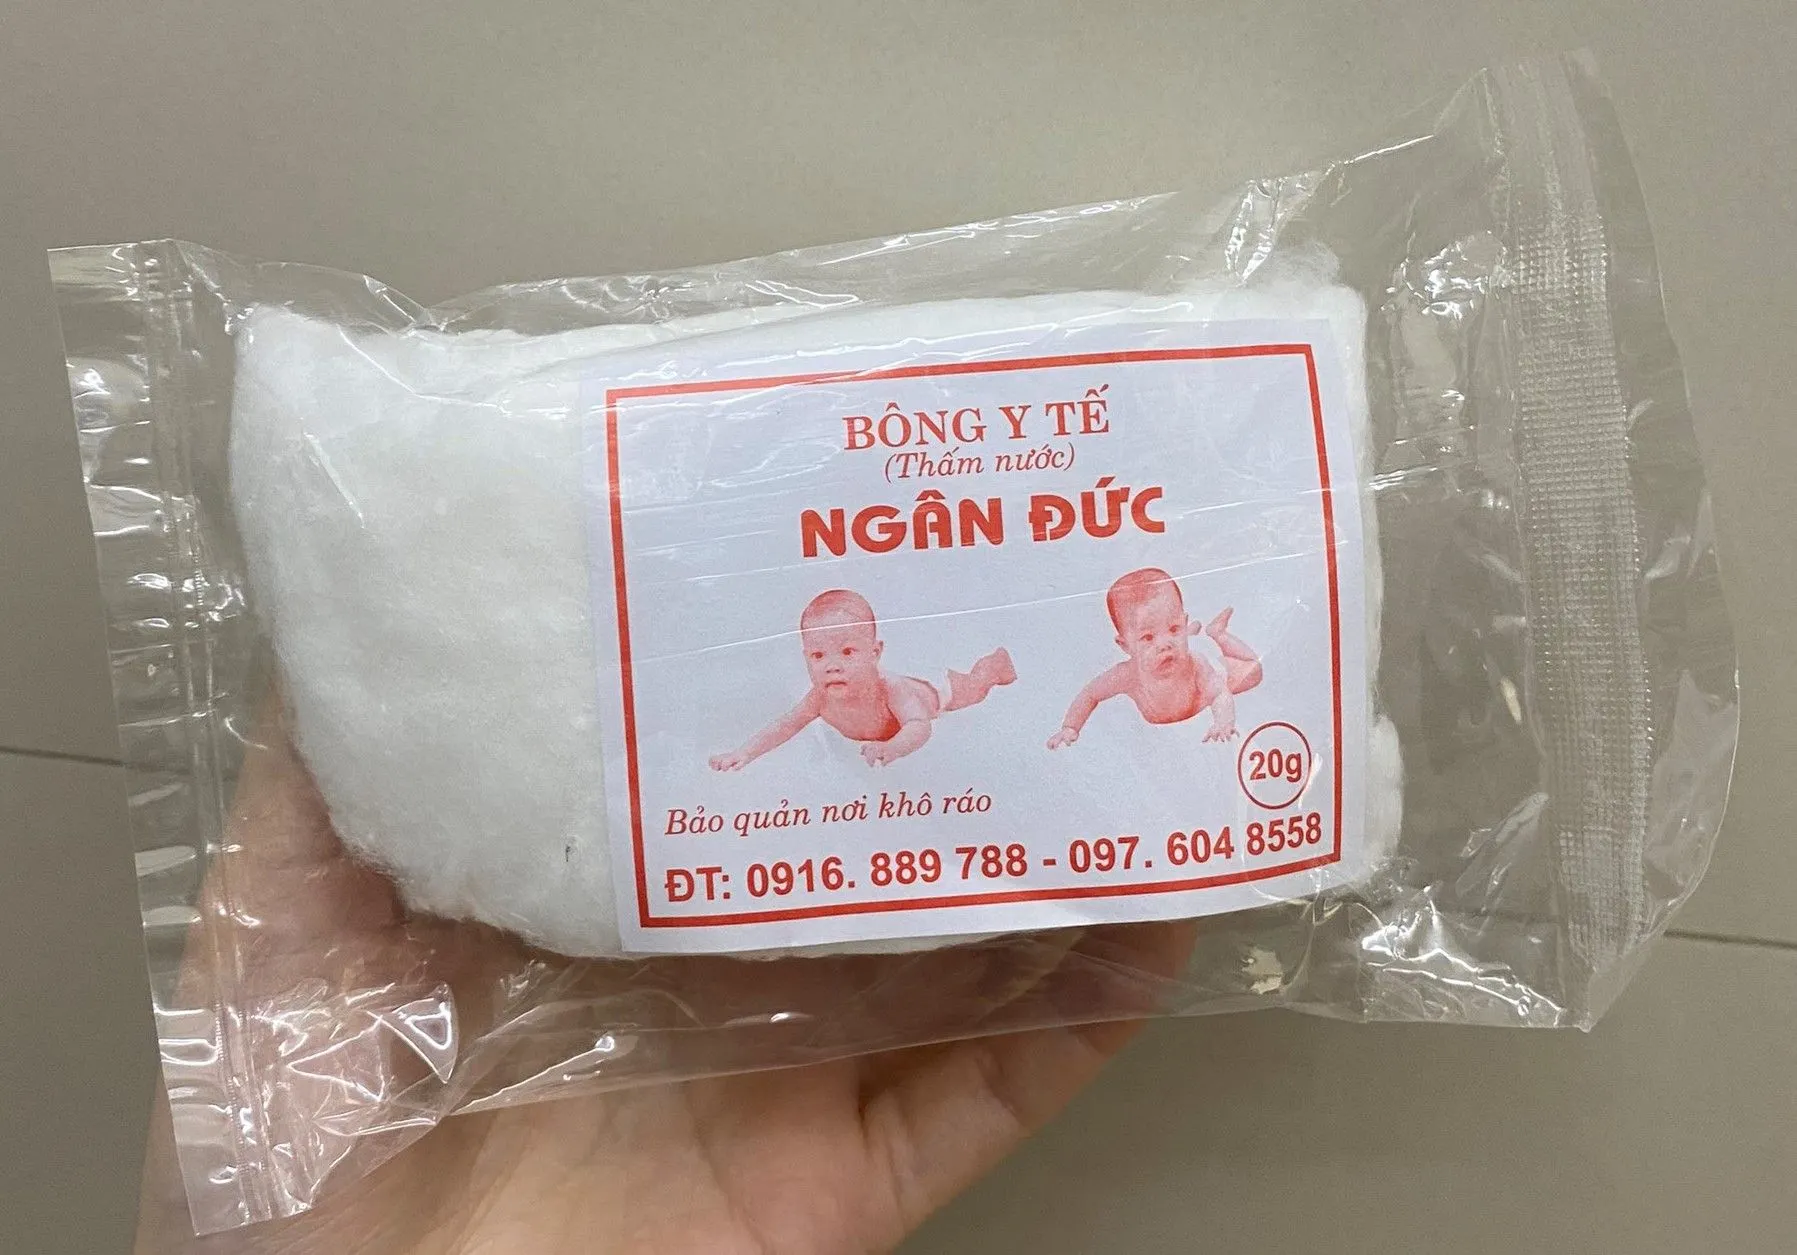 BÔNG Y TẾ
(Thấm nước)
NGÂN ĐỨC
20g
Bảo quản nơi khô ráo
ĐT: 0916. 889 788 - 097. 604 8558